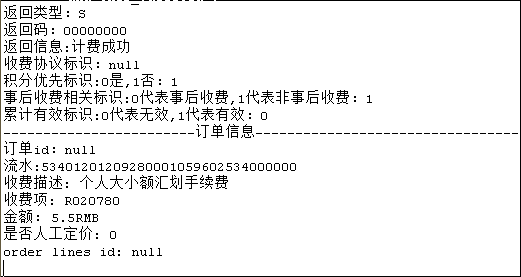 返回类型: S
返回码: 00000000
返回信息:计费成功
收费协议标识: null
积分优先标识:0是,1否: 1
事后收费相关标识:0代表事后收费,1代表非事后收费: 1
累计有效标识:0代表无效,1代表有效: 0
-------------------------订单信息----------------------------------
订单id: null
流水:53401201209280001059602534000000
收费描述: 个人大小额汇划手续费
收费项: R020780
金额: 5.5RMB
是否人工定价: 0
order lines id: null